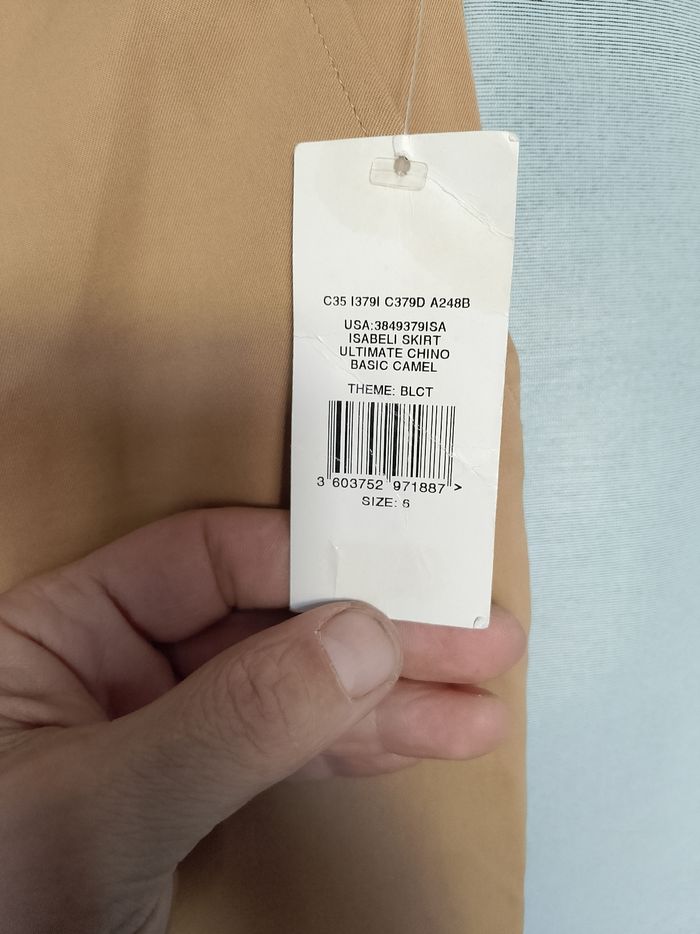 C35 I379I C379D A248B
USA:3849379ISA
ISABELI SKIRT
ULTIMATE CHINO
BASIC CAMEL
THEME: BLCT
3 603752 971887 >
SIZE: 6